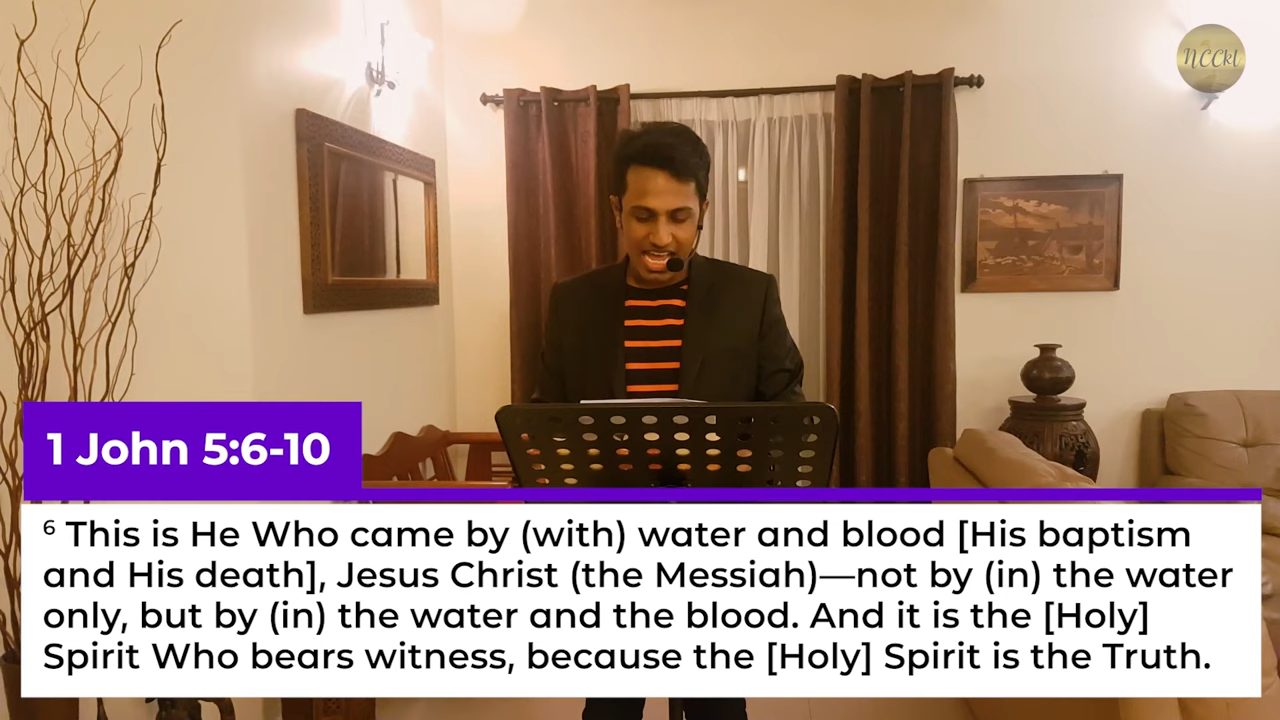 NCCkl
1 John 5:6-10
⁶ This is He Who came by (with) water and blood [His baptism
and His death], Jesus Christ (the Messiah)—not by (in) the water
only, but by (in) the water and the blood. And it is the [Holy]
Spirit Who bears witness, because the [Holy] Spirit is the Truth.